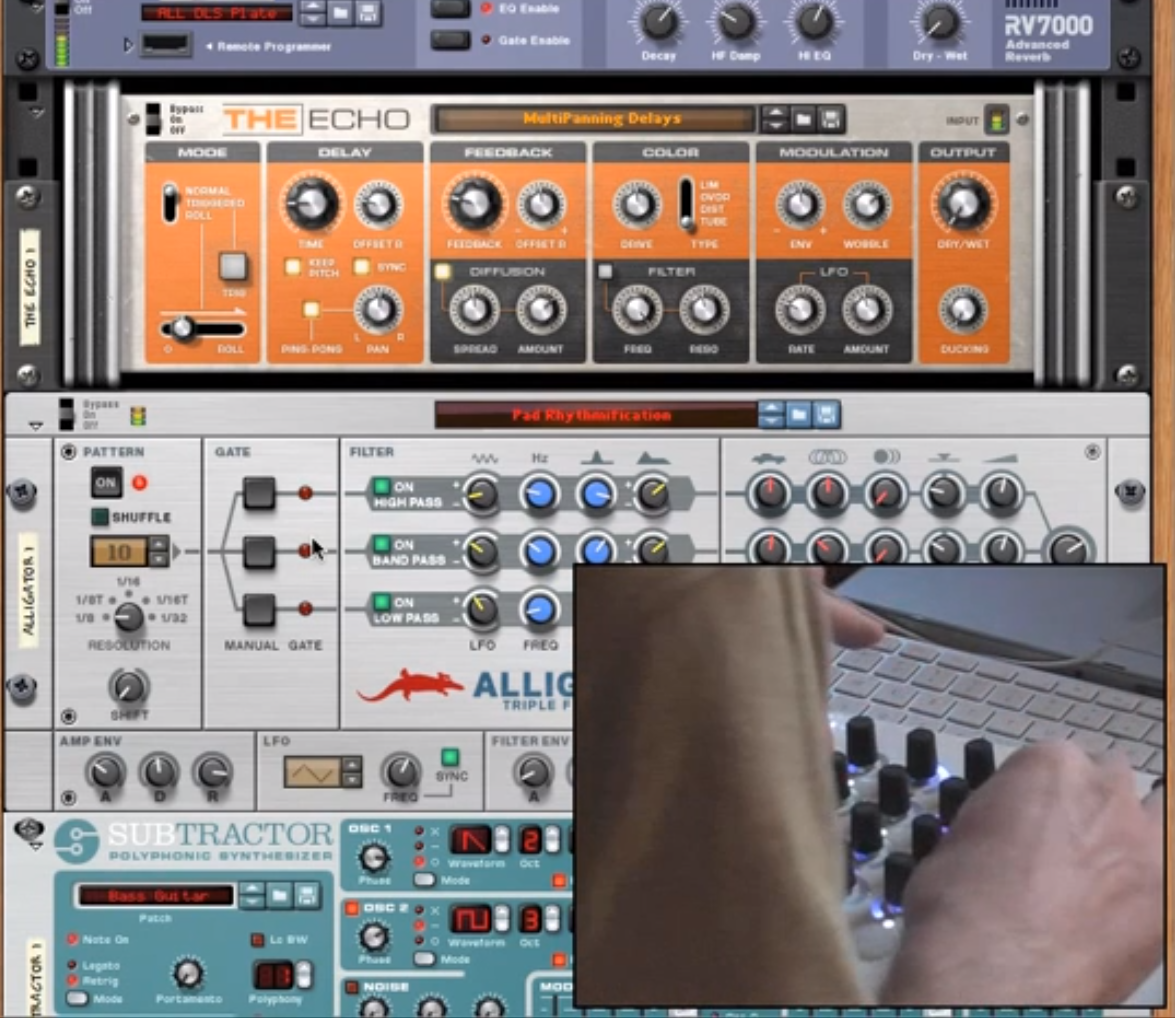 Off
ALL DLS Plate
EQ Enable
Remote Programmer
Gate Enable
Decay
HF Damp
HI EQ
Dry - Wet
RV7000
Advanced
Reverb
Bypass
On
Off
THE ECHO
MultiPanning Delays
INPUT
MODE
DELAY
FEEDBACK
COLOR
MODULATION
OUTPUT
NORMAL
TRIGGERED
ROLL
LIM
OVDR
DIST
TUBE
TIME
OFFSET R
FEEDBACK
OFFSET R
DRIVE
TYPE
ENV
WOBBLE
DRY/WET
KEEP
PITCH
SYNC
DIFFUSION
FILTER
LFO
TRIG
L
R
ROLL
PING-PONG
PAN
SPREAD
AMOUNT
FREQ
RESO
RATE
AMOUNT
DUCKING
THE ECHO 1
Bypass
On
Off
Pad Rhythmification
PATTERN
GATE
FILTER
Hz
ON
ON
HIGH PASS
SHUFFLE
10
ON
BAND PASS
1/16
1/8T
1/16T
1/8
1/32
ON
LOW PASS
RESOLUTION
MANUAL
GATE
LFO
FREQ
ALLIG
TRIPLE F
SHIFT
ALLIGATOR 1
AMP ENV
LFO
FILTER ENV
SYNC
A
D
R
FREQ
A
SUBTRACTOR
POLYPHONIC SYNTHESIZER
OSC 1
2
Phase
Waveform
Oct
Mode
Bass Guitar
Patch
OSC 2
3
Phase
Waveform
Oct
Mode
Note On
Lo BW
Legato
Retrig
Mode
Portamento
Polyphony
NOISE
MOD
TRACTOR 1